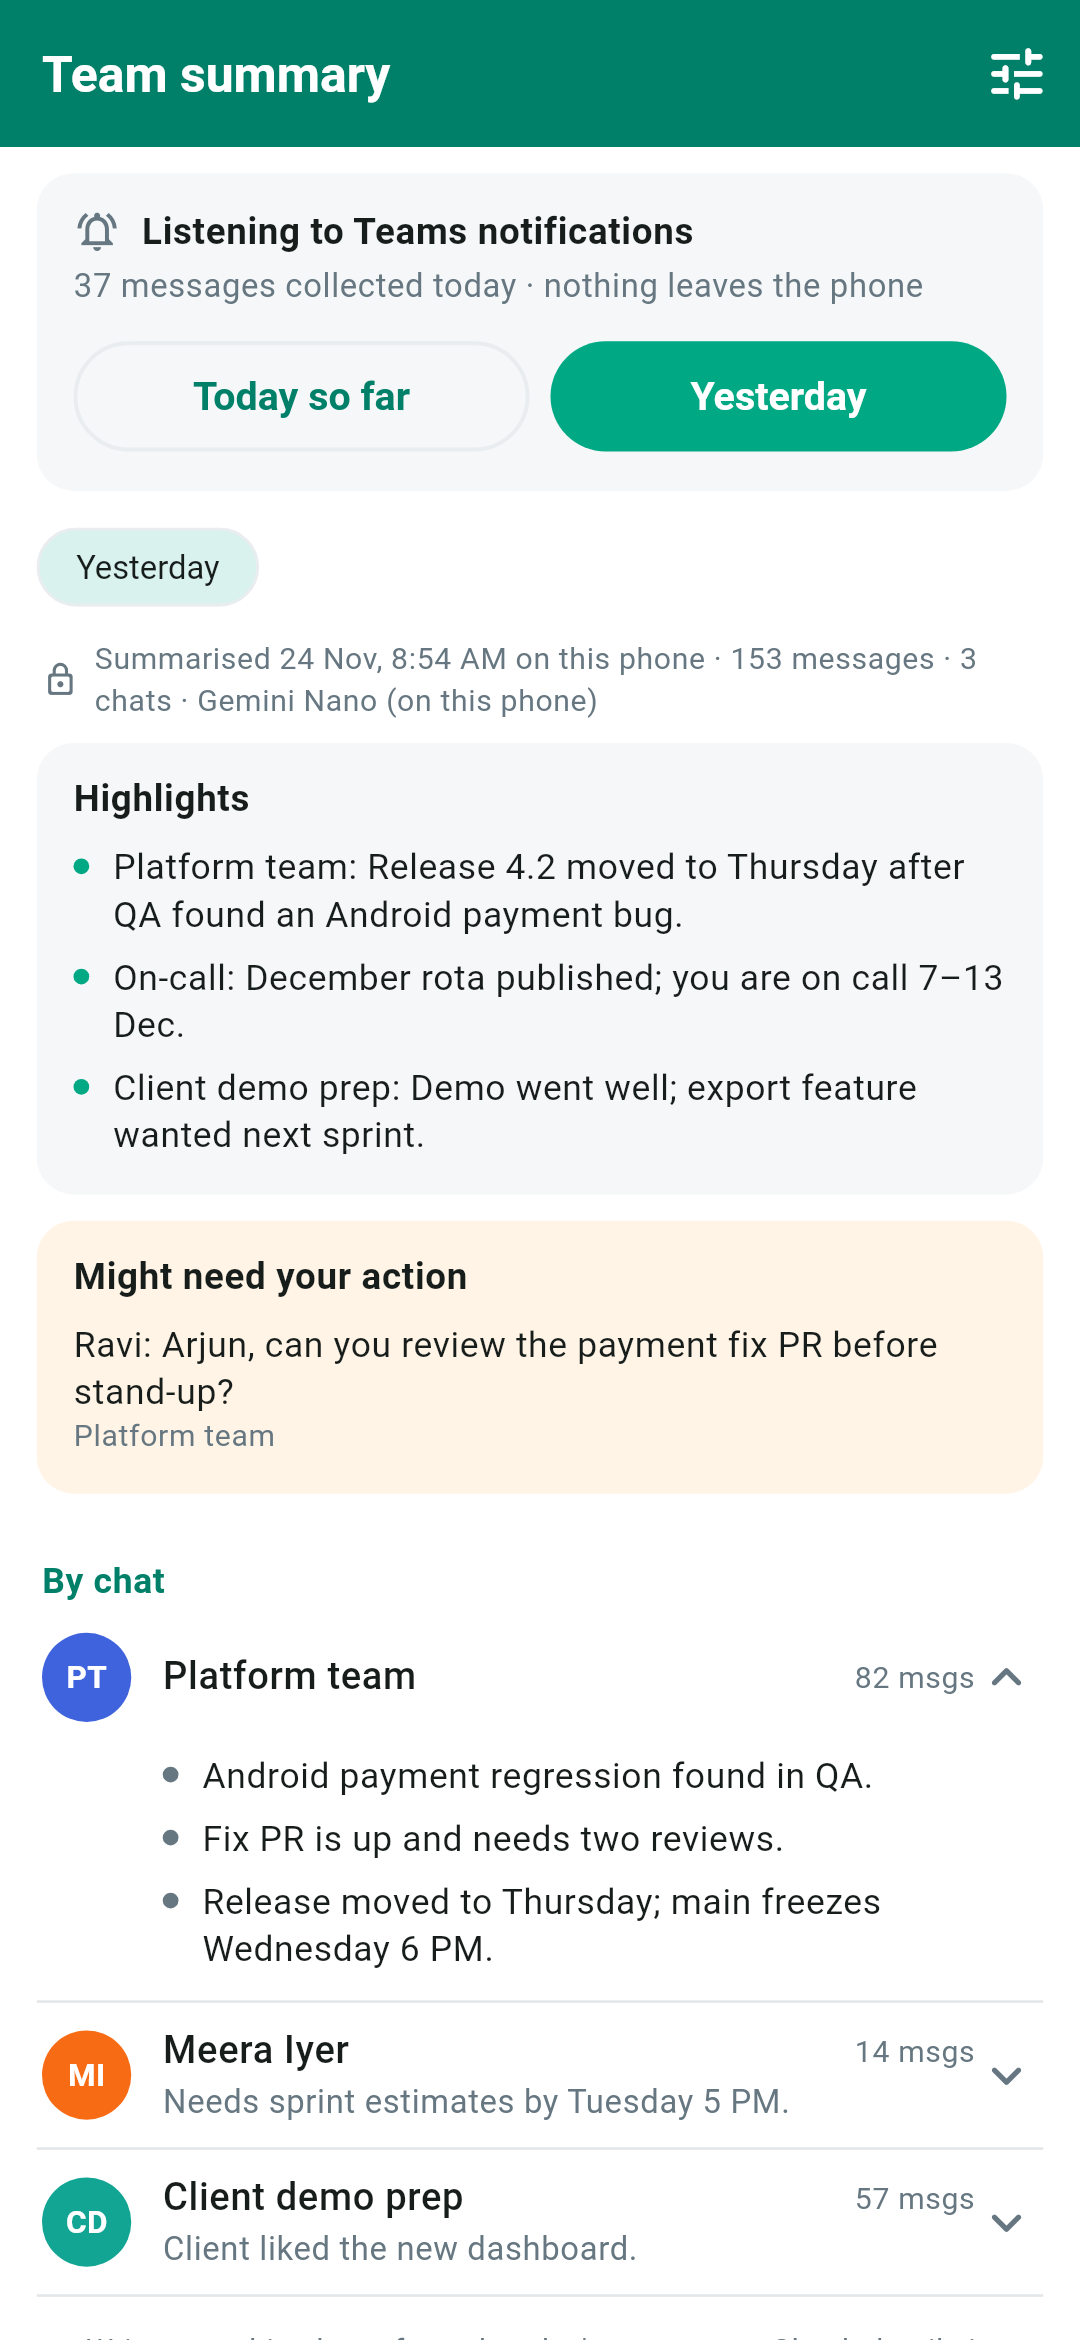 Team summary
Listening to Teams notifications
37 messages collected today · nothing leaves the phone
Today so far
Yesterday
Yesterday
Summarised 24 Nov, 8:54 AM on this phone · 153 messages · 3
chats · Gemini Nano (on this phone)
Highlights
Platform team: Release 4.2 moved to Thursday after
QA found an Android payment bug.
On-call: December rota published; you are on call 7–13
Dec.
Client demo prep: Demo went well; export feature
wanted next sprint.
Might need your action
Ravi: Arjun, can you review the payment fix PR before
stand-up?
Platform team
By chat
PT
Platform team
82 msgs
Android payment regression found in QA.
Fix PR is up and needs two reviews.
Release moved to Thursday; main freezes
Wednesday 6 PM.
MI
Meera Iyer
14 msgs
Needs sprint estimates by Tuesday 5 PM.
CD
Client demo prep
57 msgs
Client liked the new dashboard.